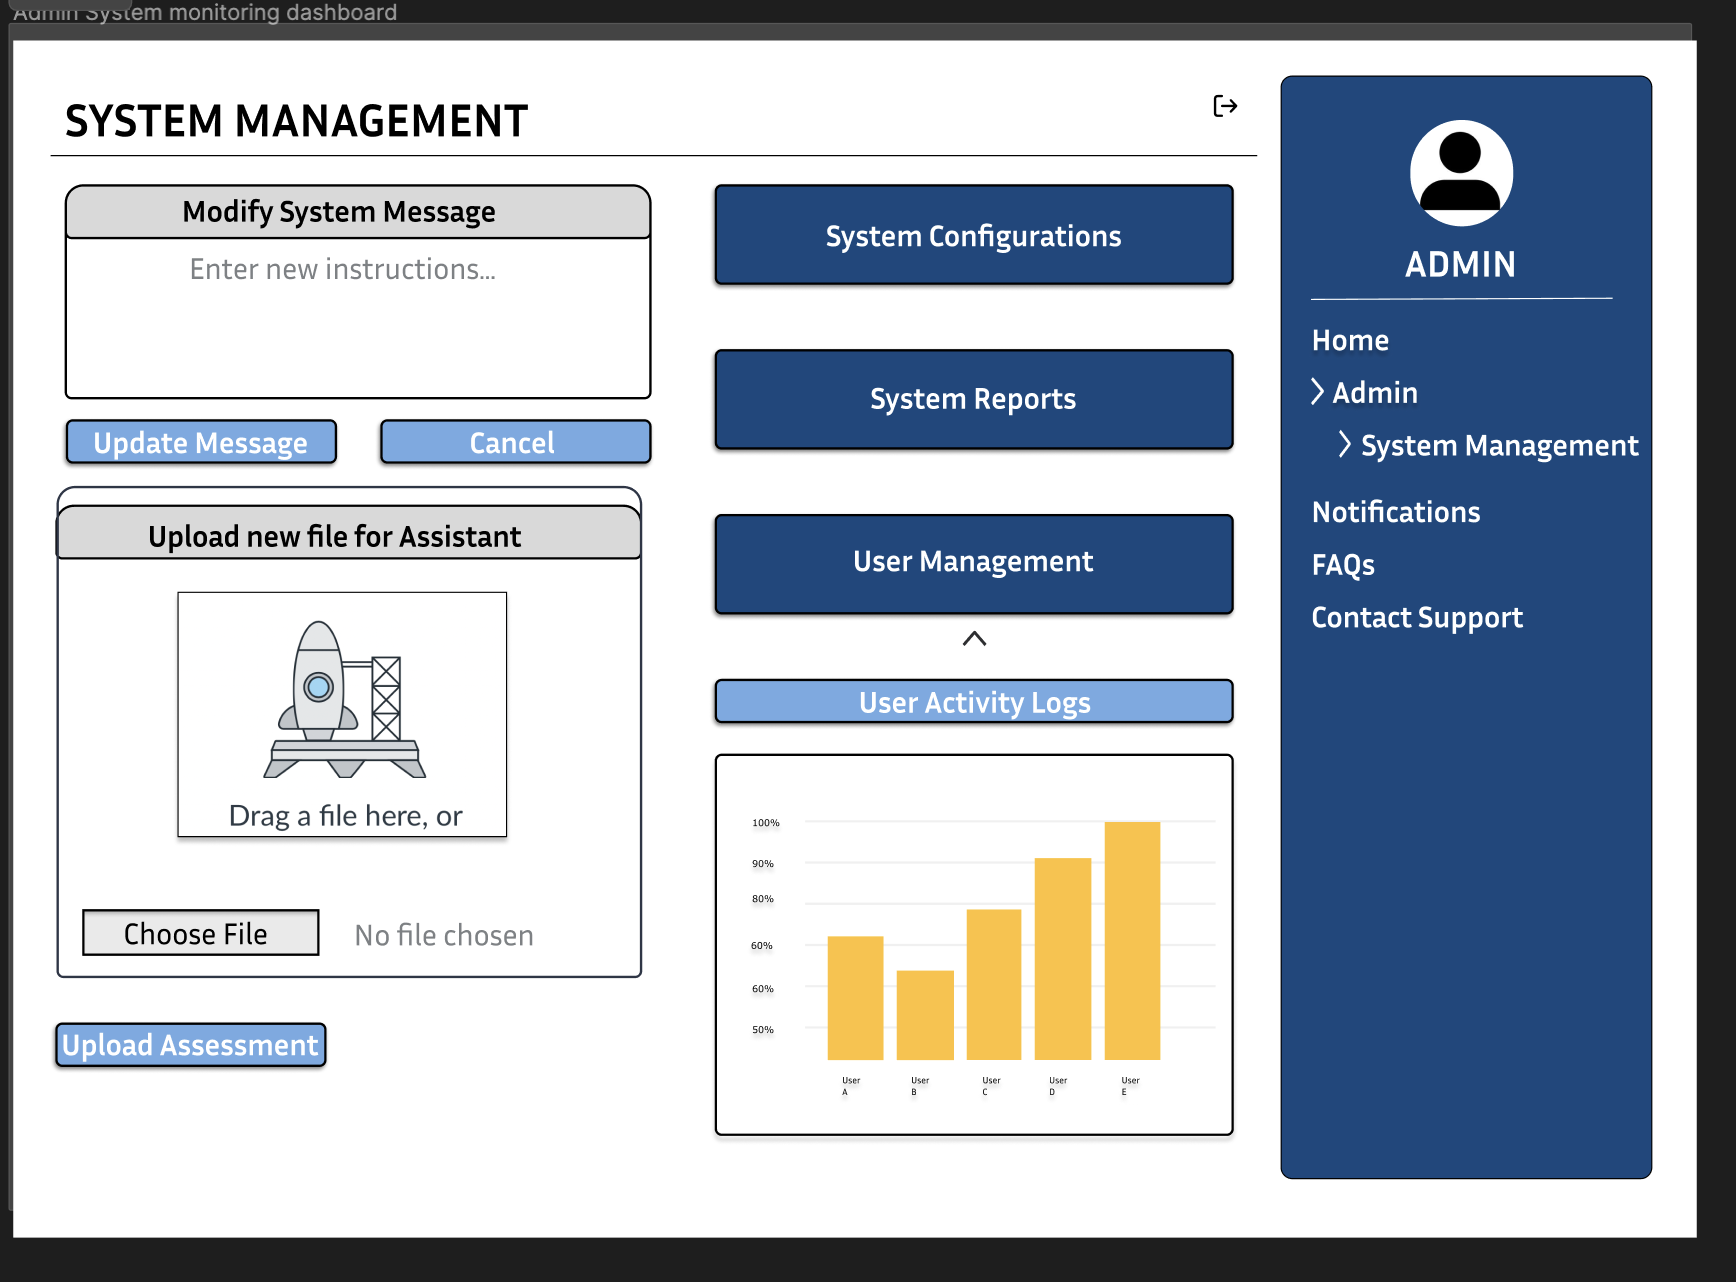 Admin System monitoring dashboard
SYSTEM MANAGEMENT
Modify System Message
Enter new instructions...
Update Message
Cancel
Upload new file for Assistant
Drag a file here, or
Choose File
No file chosen
Upload Assessment
System Configurations
System Reports
User Management
User Activity Logs
100%
90%
80%
60%
60%
50%
User
A
User
B
User
C
User
D
User
E
ADMIN
Home
Admin
System Management
Notifications
FAQs
Contact Support